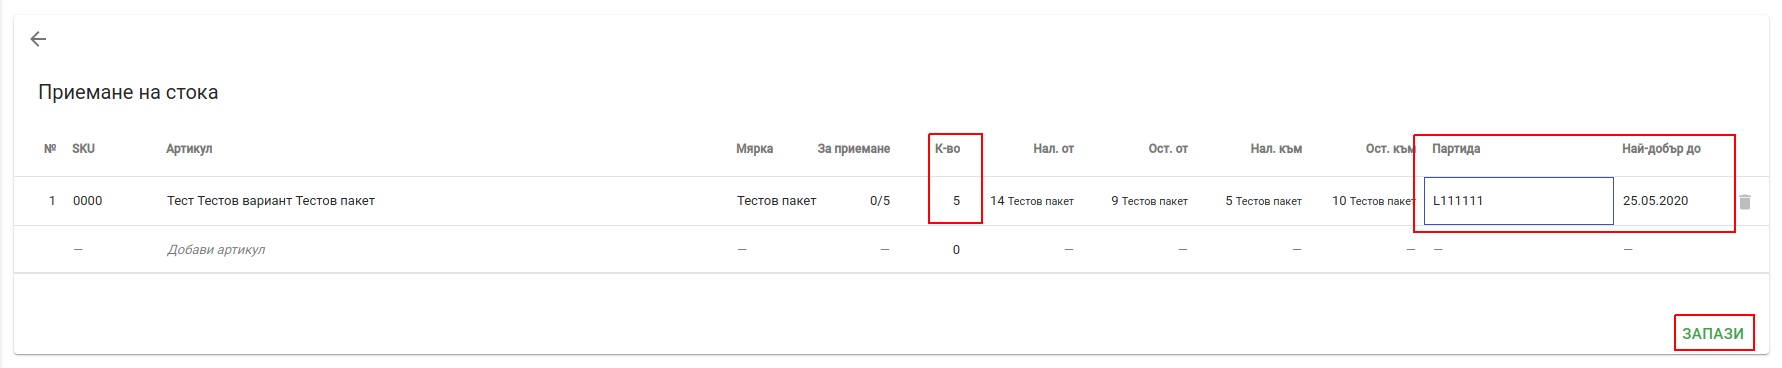 Приемане на стока
№ SKU Артикул Мярка За приемане К-во Нал. от Ост. от Нал. към Ост. към Партида Най-добър до
1 0000 Тест Тестов вариант Тестов пакет Тестов пакет 0/5 5 14 Тестов пакет 9 Тестов пакет 5 Тестов пакет 10 Тестов пакет L111111 25.05.2020
— Добави артикул — — 0 — — — — — —
ЗАПАЗИ